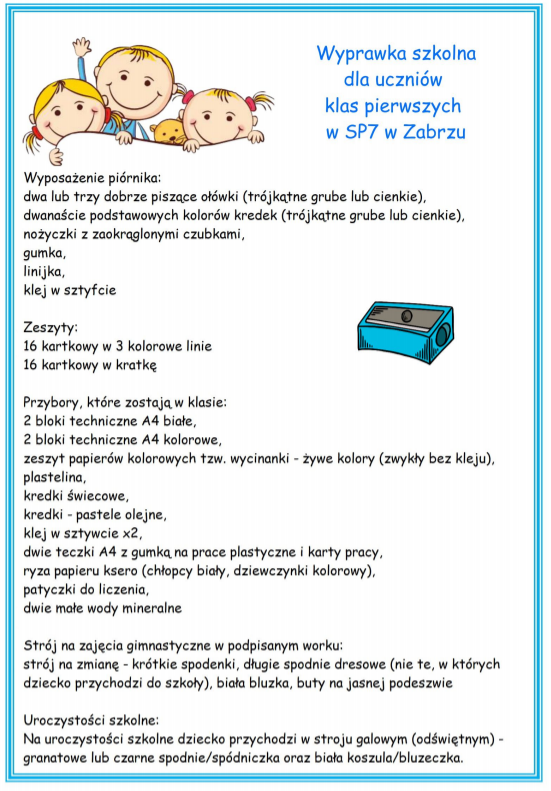 Wyprawka szkolna
dla uczniów
klas pierwszych
w SP7 w Zabrzu
Wyposażenie piórnika:
dwa lub trzy dobrze piszące ołówki (trójkątne grube lub cienkie),
dwanaście podstawowych kolorów kredek (trójkątne grube lub cienkie),
nożyczki z zaokrąglonymi czubkami,
gumka,
linijka,
klej w sztyfcie
Zeszyty:
16 kartkowy w 3 kolorowe linie
16 kartkowy w kratkę
Przybory, które zostają w klasie:
2 bloki techniczne A4 białe,
2 bloki techniczne A4 kolorowe,
zeszyt papierów kolorowych tzw. wycinanki - żywe kolory (zwykły bez kleju),
plastelina,
kredki świecowe,
kredki - pastele olejne,
klej w sztywcie x2,
dwie teczki A4 z gumką na prace plastyczne i karty pracy,
ryza papieru ksero (chłopcy biały, dziewczynki kolorowy),
patyczki do liczenia,
dwie małe wody mineralne
Strój na zajęcia gimnastyczne w podpisanym worku:
strój na zmianę - krótkie spodenki, długie spodnie dresowe (nie te, w których
dziecko przychodzi do szkoły), biała bluzka, buty na jasnej podeszwie
Uroczystości szkolne:
Na uroczystości szkolne dziecko przychodzi w stroju galowym (odświętnym) -
granatowe lub czarne spodnie/spódniczka oraz biała koszula/bluzeczka.